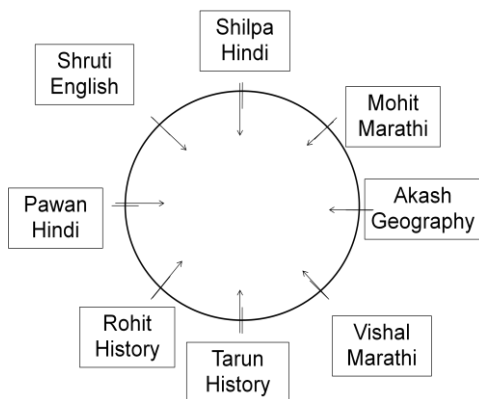 Shilpa
Hindi
Shruti
English
Mohit
Marathi
Pawan
Hindi
Akash
Geography
Rohit
History
Tarun
History
Vishal
Marathi